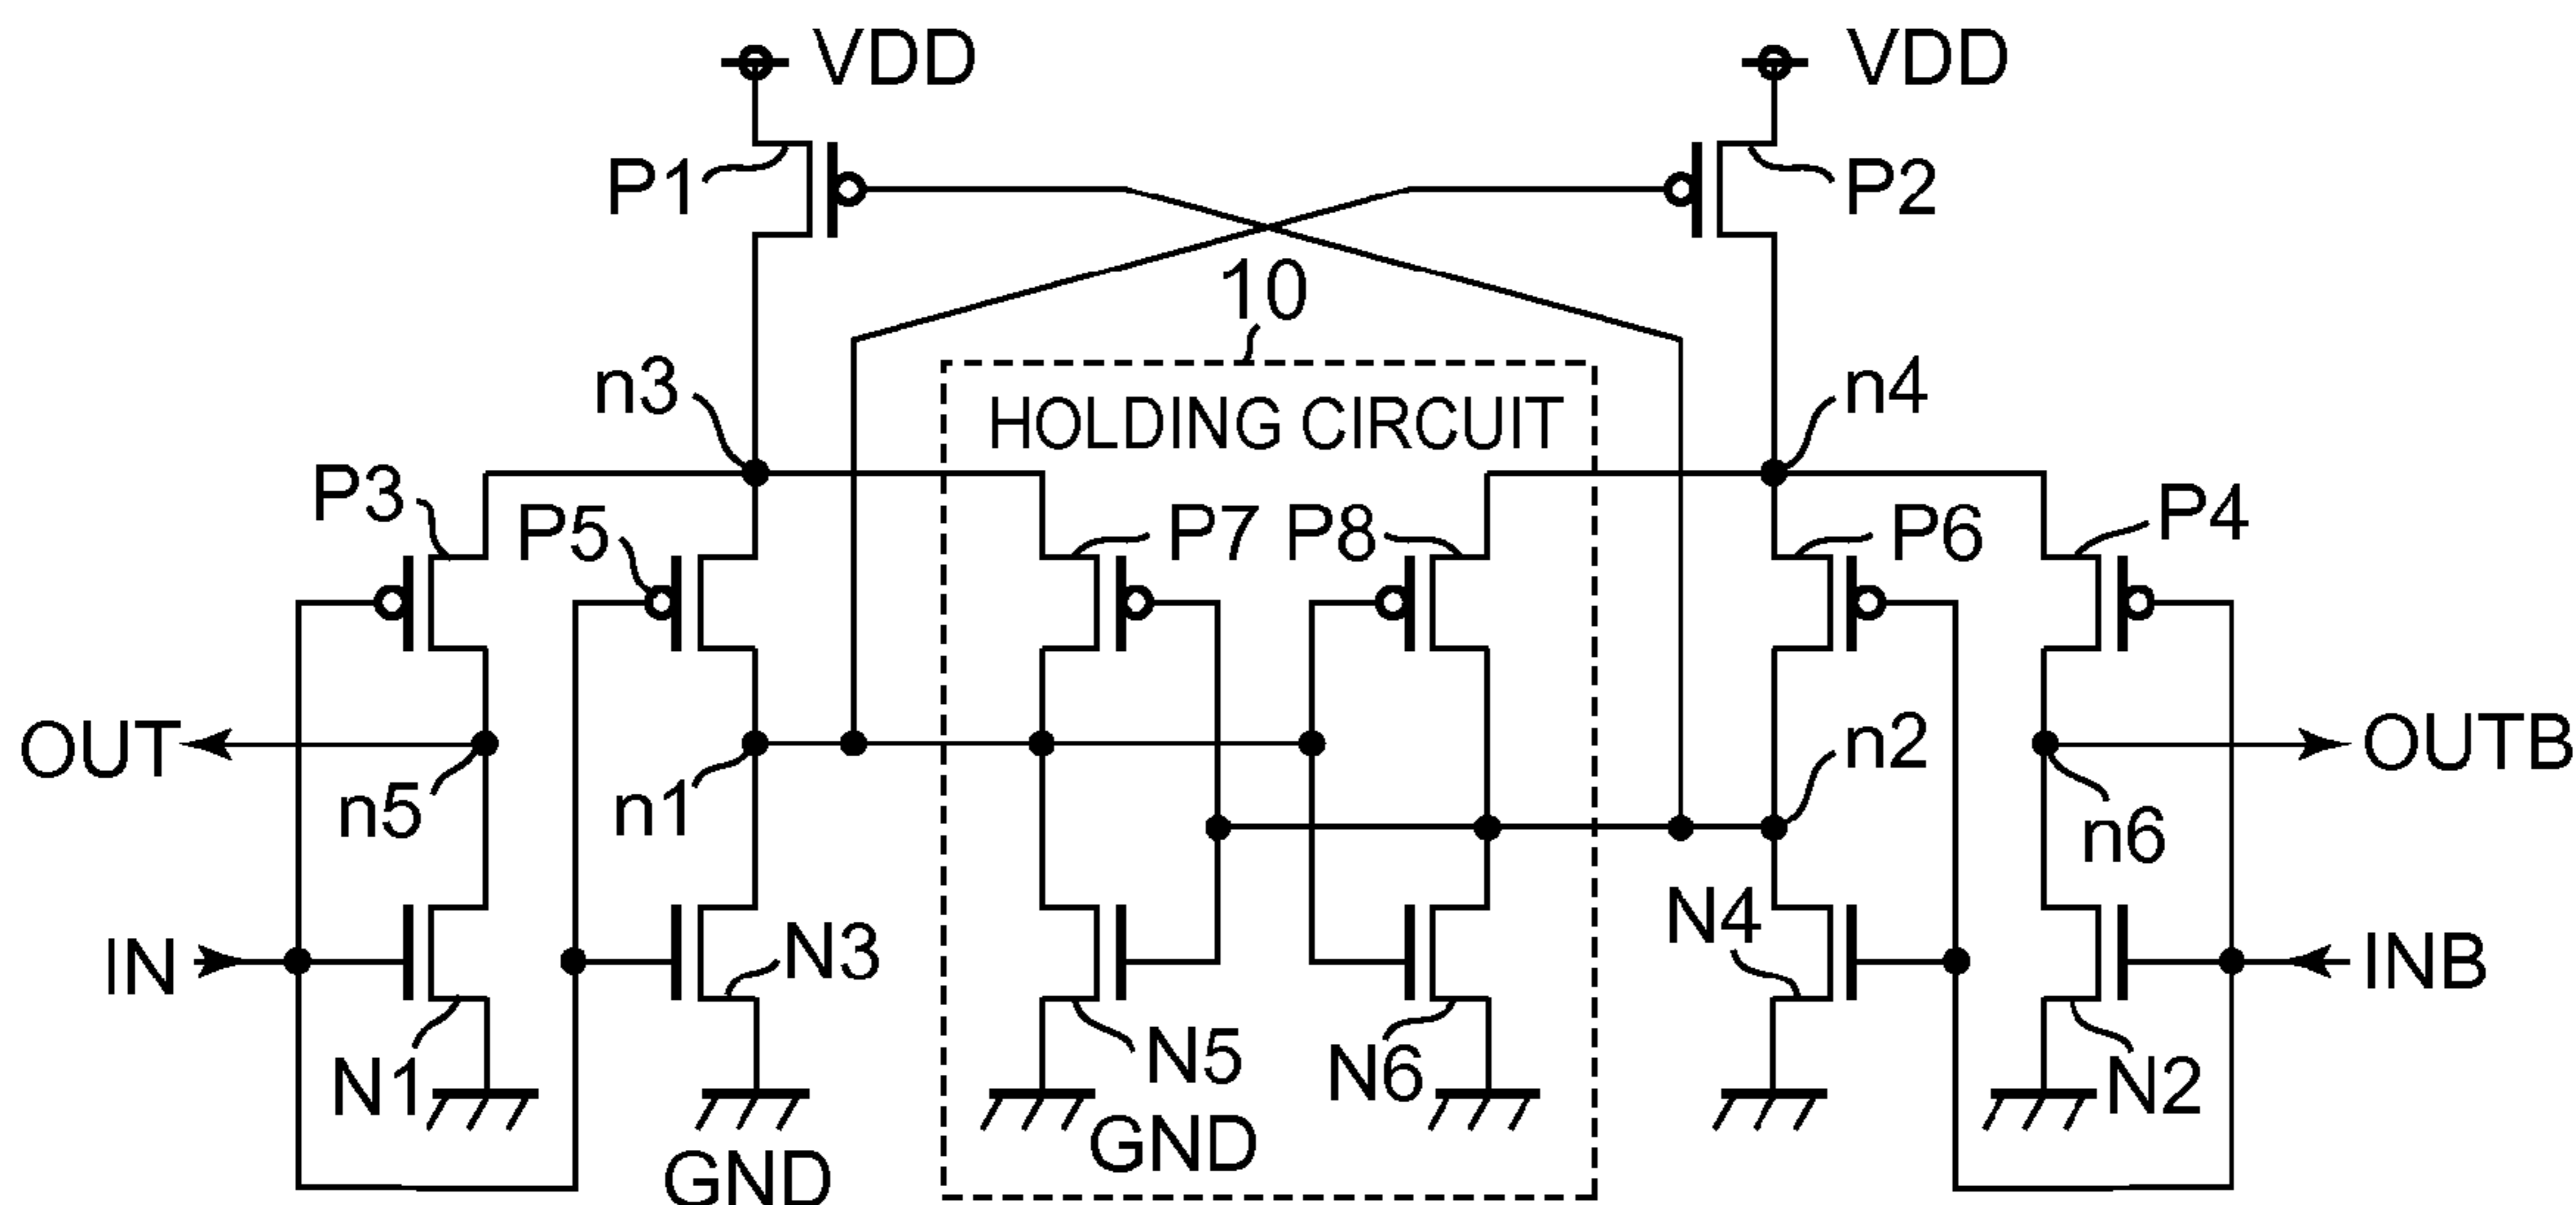 VDD
VDD
P1
P2
10
n3
n4
HOLDING CIRCUIT
P3
P5
P7
P8
P6
P4
OUT
n5
n1
n2
n6
OUTB
IN
N1
N3
N5
N6
N4
N2
INB
GND
GND